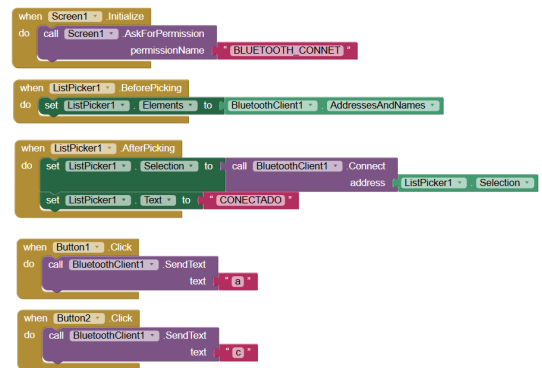 when Screen1 .Initialize
do call Screen1 .AskForPermission
permissionName " BLUETOOTH_CONNET "
when ListPicker1 .BeforePicking
do set ListPicker1 . Elements to BluetoothClient1 . AddressesAndNames
when ListPicker1 .AfterPicking
do set ListPicker1 . Selection to call BluetoothClient1 .Connect
address ListPicker1 . Selection
set ListPicker1 . Text to " CONECTADO "
when Button1 .Click
do call BluetoothClient1 .SendText
text " a "
when Button2 .Click
do call BluetoothClient1 .SendText
text " c "